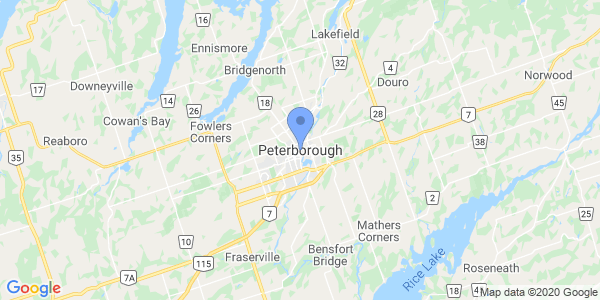 Lakefield
16
Ennismore
32
4
Bridgenorth
Norwood
Douro
Downeyville
17
14
18
45
Cowan's Bay
26
28
7
Fowlers
Corners
Reaboro
38
Peterborough
2
7
25
Mathers
Corners
10
Bensfort
Bridge
115
Fraserville
Rice Lake
Roseneath
7A
18
Google
Map data ©2020 Google